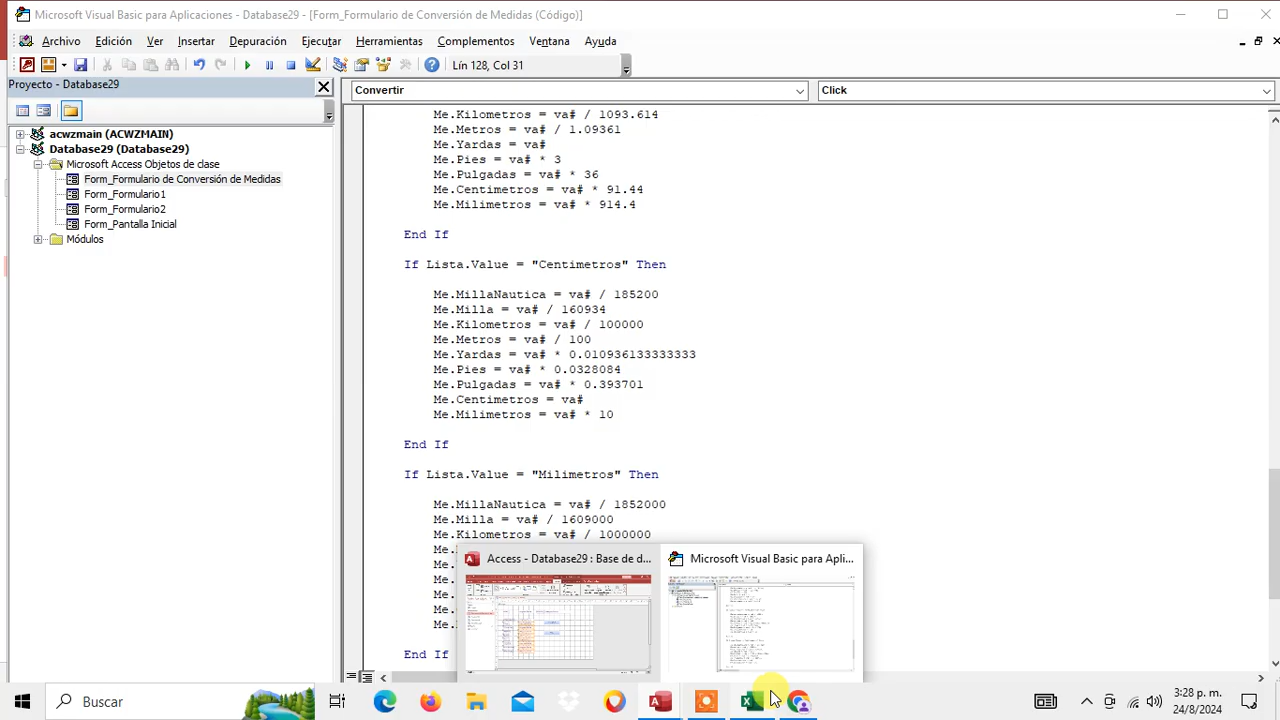 Microsoft Visual Basic para Aplicaciones - Database29 - [Form_Formulario de Conversión de Medidas (Código)]
Archivo Edición Ver Insertar Depuración Ejecutar Herramientas Complementos Ventana Ayuda
Lín 128, Col 31
Proyecto - Database29
Convertir
Click
acwzmain (ACWZMAIN)
Database29 (Database29)
Microsoft Access Objetos de clase
Form_Formulario de Conversión de Medidas
Form_Formulario1
Form_Formulario2
Form_Pantalla Inicial
Módulos
Me.Kilometros = va# / 1093.614
Me.Metros = va# / 1.09361
Me.Yardas = va#
Me.Pies = va# * 3
Me.Pulgadas = va# * 36
Me.Centimetros = va# * 91.44
Me.Milimetros = va# * 914.4
End If
If Lista.Value = "Centimetros" Then
Me.MillaNautica = va# / 185200
Me.Milla = va# / 160934
Me.Kilometros = va# / 100000
Me.Metros = va# / 100
Me.Yardas = va# * 0.010936133333333
Me.Pies = va# * 0.0328084
Me.Pulgadas = va# * 0.393701
Me.Centimetros = va#
Me.Milimetros = va# * 10
End If
If Lista.Value = "Milimetros" Then
Me.MillaNautica = va# / 1852000
Me.Milla = va# / 1609000
Me.Kilometros = va# / 1000000
Me.
Me.
Me.
Me.
Me.
Me.
End If
Access - Database29 : Base de d...
Microsoft Visual Basic para Apli...
Buscar
3:28 p. m.
24/8/2024